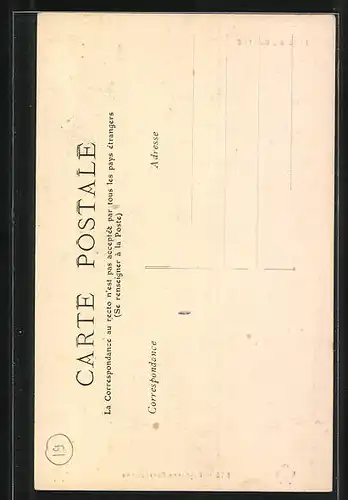 CARTE POSTALE
La Correspondance au recto n'est pas acceptée par tous les pays étrangers
(Se renseigner à la Poste)
Correspondance
Adresse
19